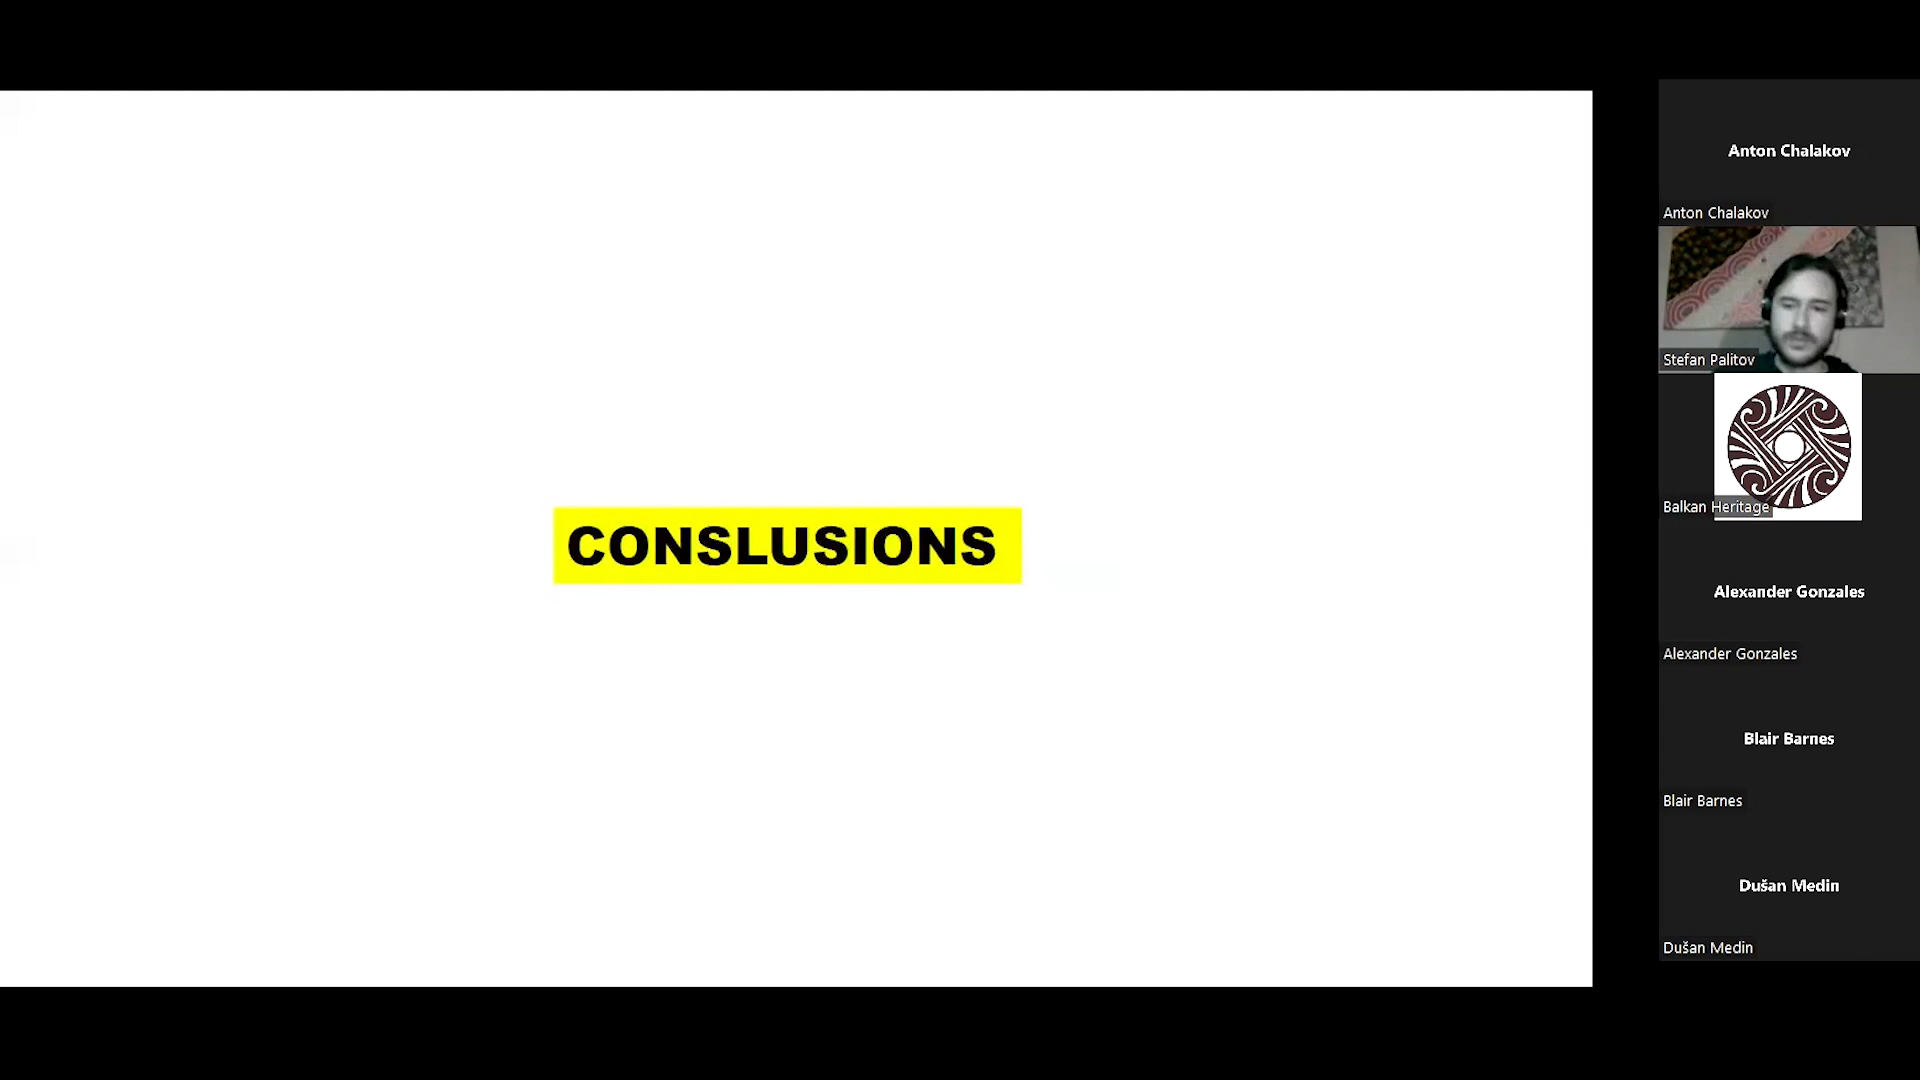 CONSLUSIONS
Anton Chalakov
Anton Chalakov
Stefan Palitov
Balkan Heritage
Alexander Gonzales
Alexander Gonzales
Blair Barnes
Blair Barnes
Dušan Medin
Dušan Medin